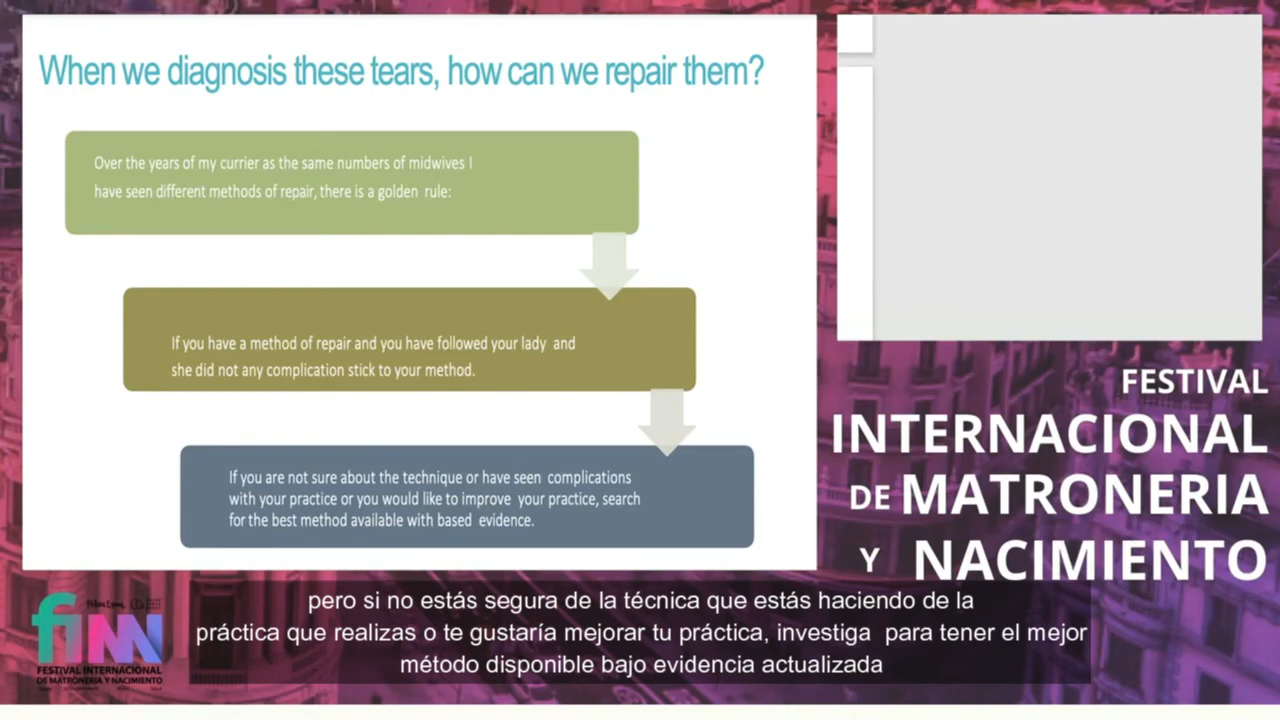 When we diagnosis these tears, how can we repair them?
Over the years of my currier as the same numbers of midwives I
have seen different methods of repair, there is a golden rule:
If you have a method of repair and you have followed your lady and
she did not any complication stick to your method.
If you are not sure about the technique or have seen complications
with your practice or you would like to improve your practice, search
for the best method available with based evidence.
FESTIVAL
INTERNACIONAL
DE MATRONERIA
Y NACIMIENTO
fimn
FESTIVAL INTERNACIONAL
DE MATRONERIA Y NACIMIENTO
pero si no estás segura de la técnica que estás haciendo de la
práctica que realizas o te gustaría mejorar tu práctica, investiga para tener el mejor
método disponible bajo evidencia actualizada